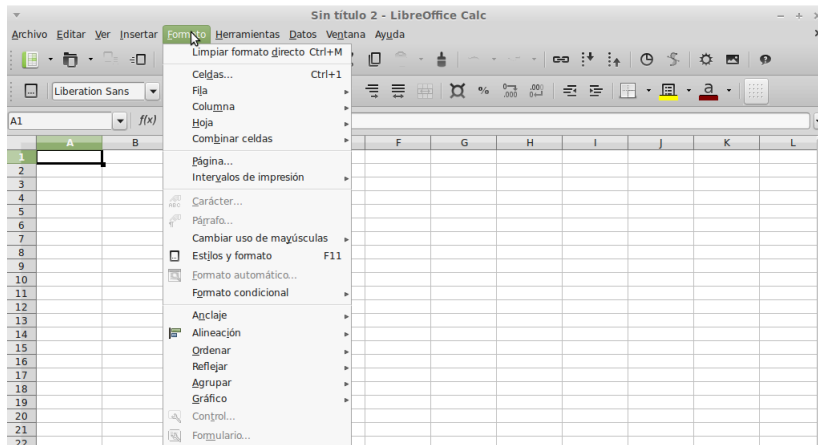 Sin título 2 - LibreOffice Calc
Archivo Editar Ver Insertar Formato Herramientas Datos Ventana Ayuda
Limpiar formato directo Ctrl+M
Liberation Sans
A1 f(x)
Celdas... Ctrl+1
Fila
Columna
Hoja
Combinar celdas
Página...
Intervalos de impresión
Carácter...
Párrafo...
Cambiar uso de mayúsculas
Estilos y formato F11
Formato automático...
Formato condicional
Anclaje
Alineación
Ordenar
Reflejar
Agrupar
Gráfico
Control...
Formulario...
A B F G H I J K L
1
2
3
4
5
6
7
8
9
10
11
12
13
14
15
16
17
18
19
20
21
22